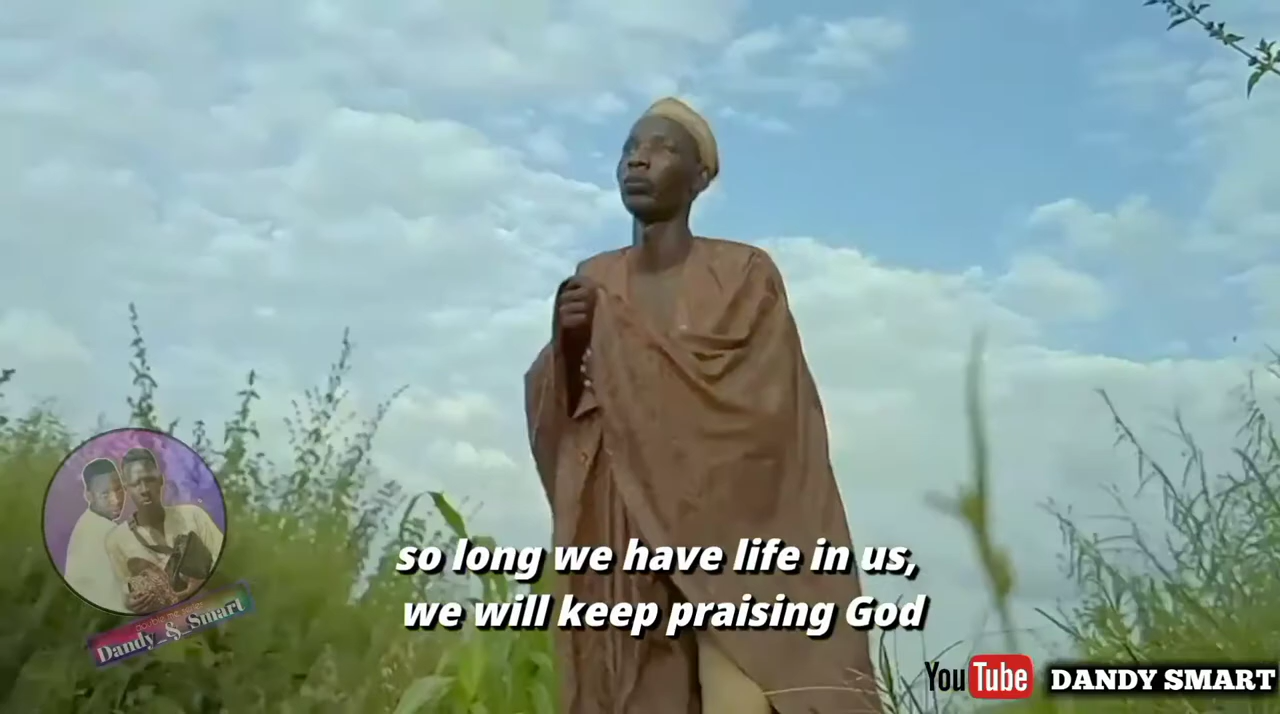 so long we have life in us,
we will keep praising God
Dandy_&_Smart
YouTube DANDY SMART